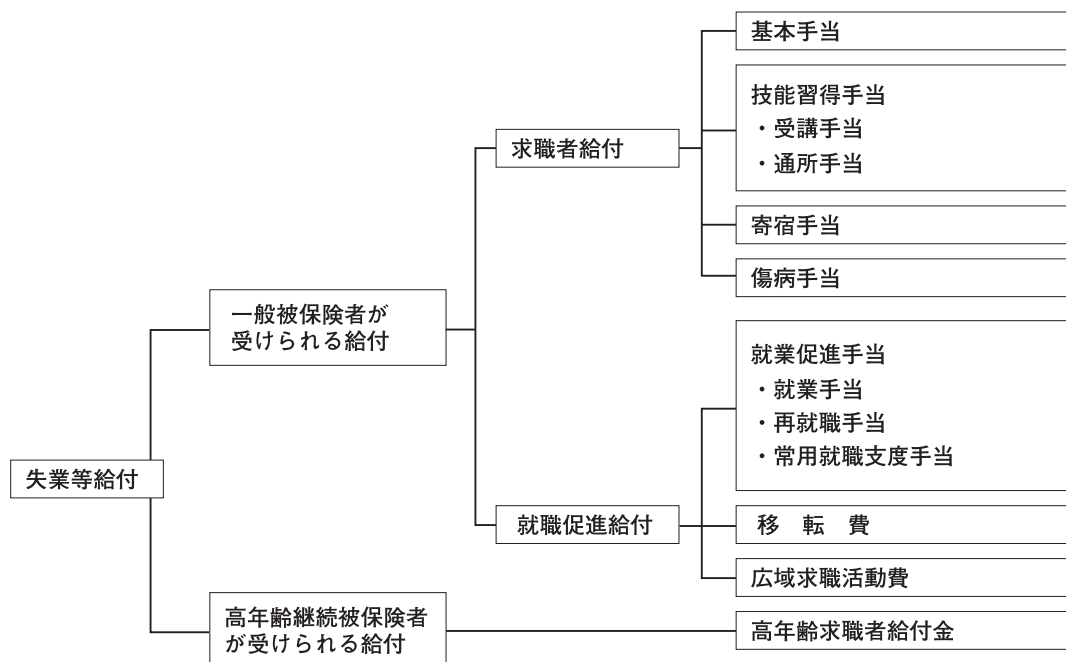 失業等給付
一般被保険者が
受けられる給付
求職者給付
基本手当
技能習得手当
・受講手当
・通所手当
寄宿手当
傷病手当
就職促進給付
就業促進手当
・就業手当
・再就職手当
・常用就職支度手当
移　転　費
広域求職活動費
高年齢継続被保険者
が受けられる給付
高年齢求職者給付金